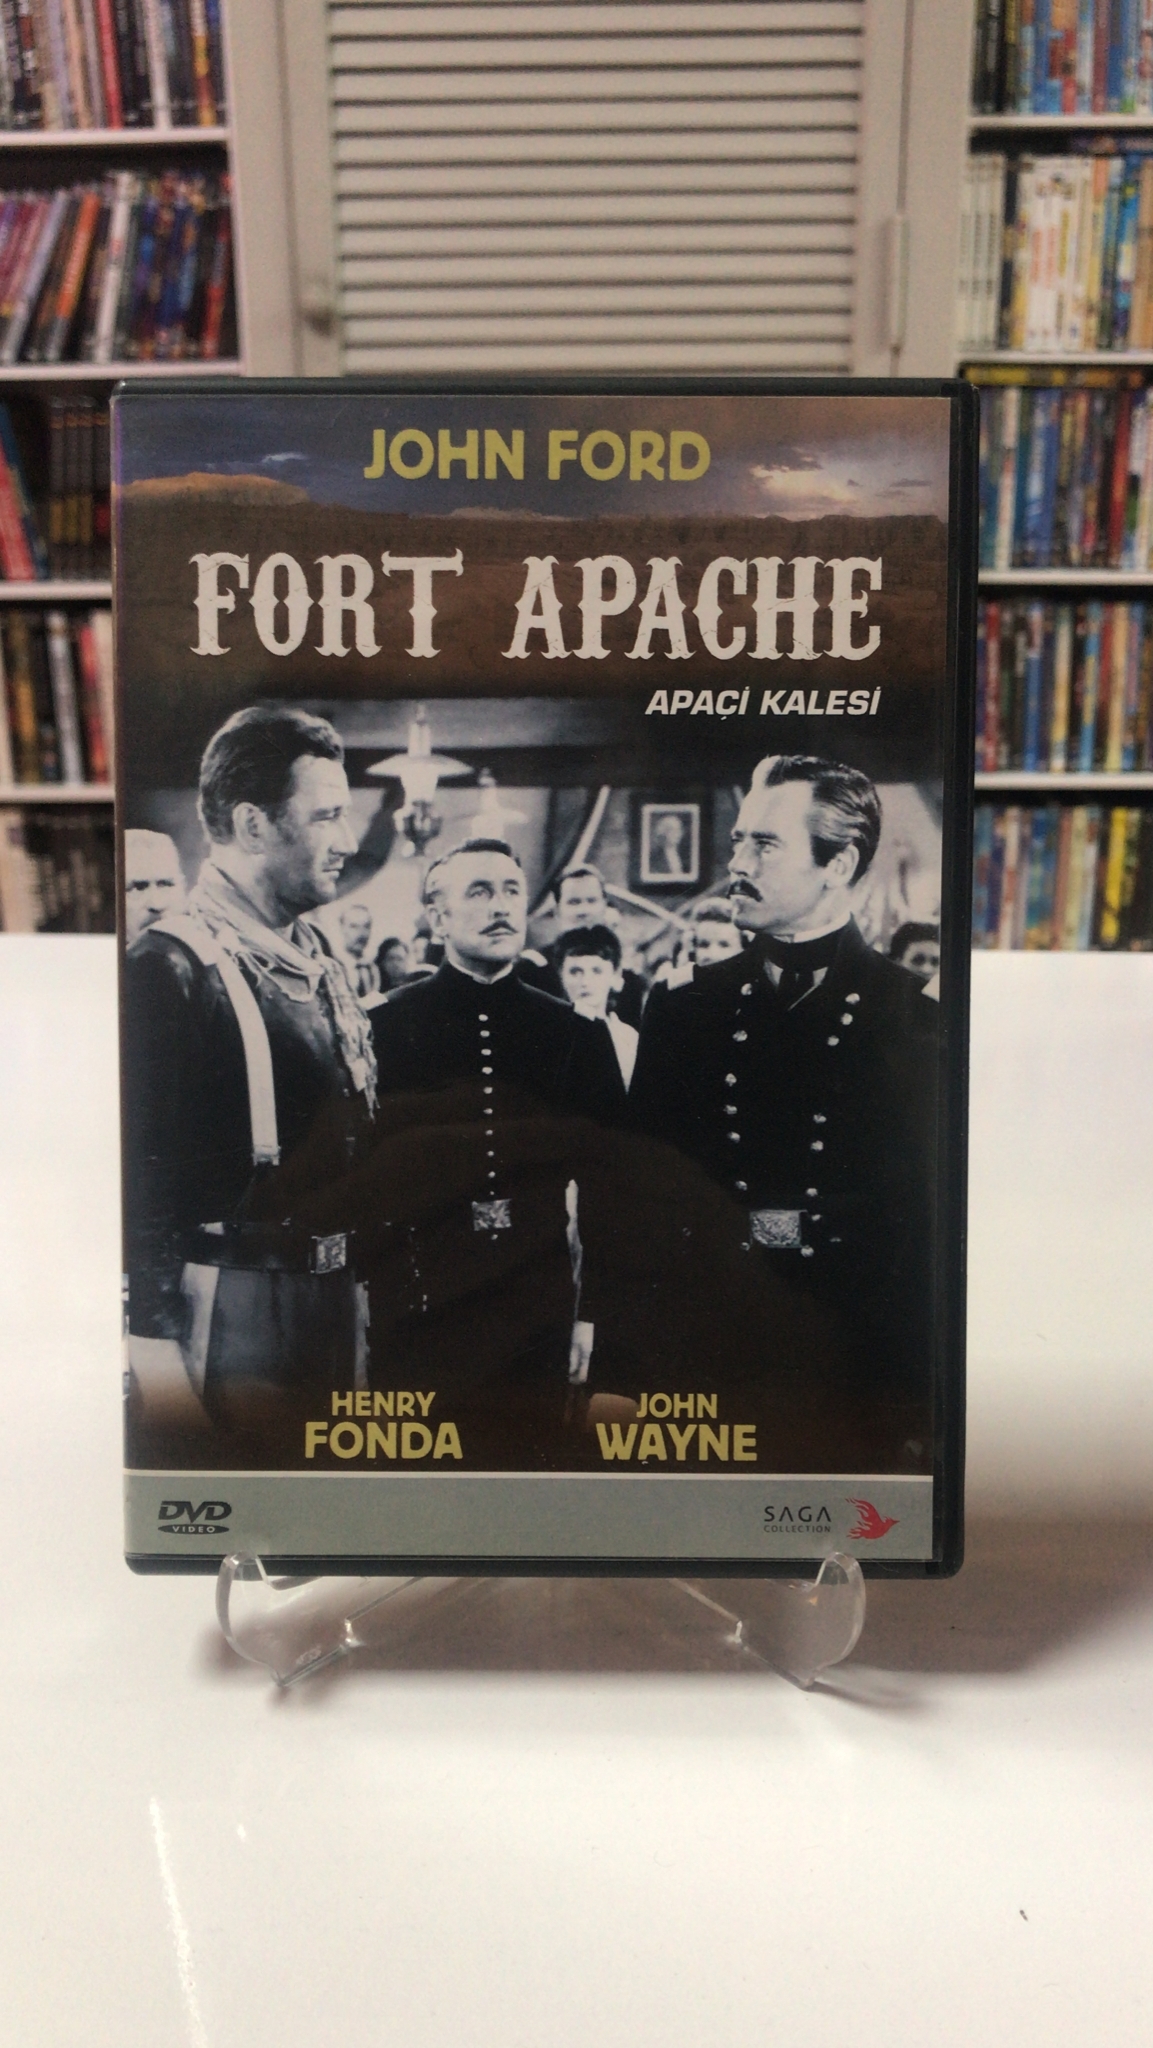 JOHN FORD
FORT APACHE
APAÇİ KALESİ
HENRY
FONDA
JOHN
WAYNE
DVD
VIDEO
SAGA
COLLECTION